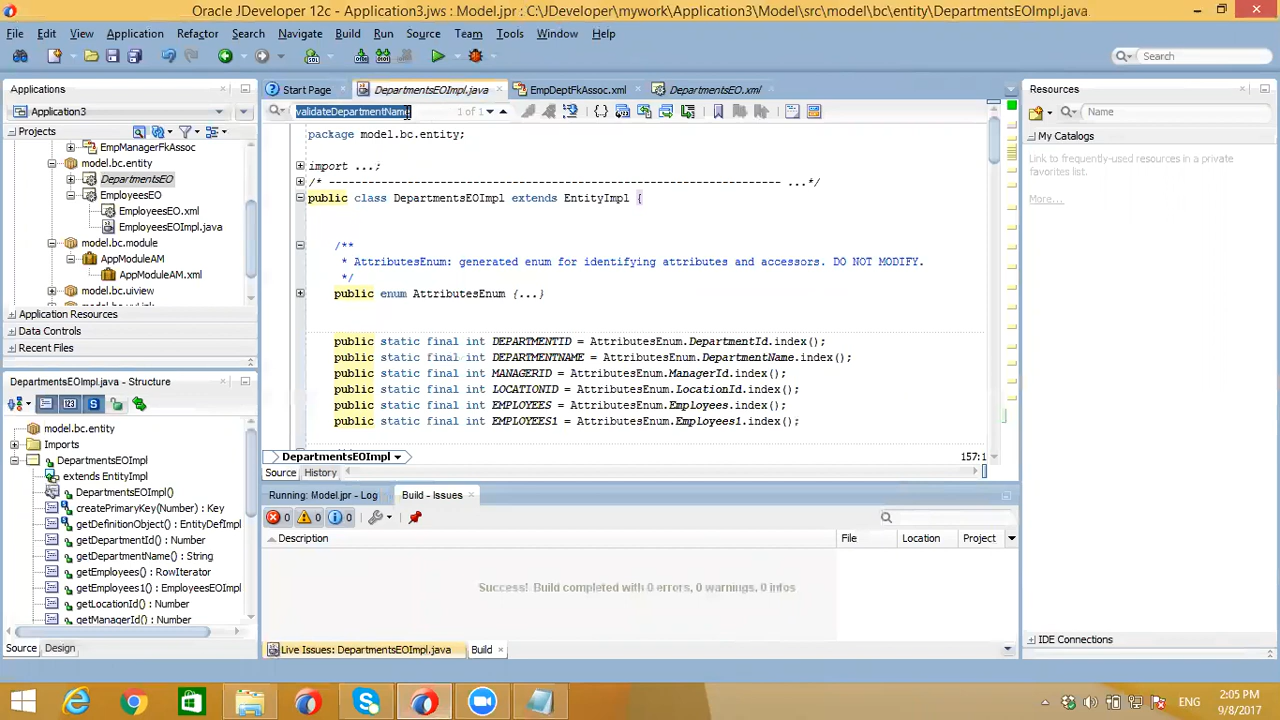 Oracle JDeveloper 12c - Application3.jws : Model.jpr : C:\JDeveloper\mywork\Application3\Model\src\model\bc\entity\DepartmentsEOImpl.java
File Edit View Application Refactor Search Navigate Build Run Source Team Tools Window Help
Search
Applications
Application3
Projects
EmpManagerFkAssoc
model.bc.entity
DepartmentsEO
EmployeesEO
EmployeesEO.xml
EmployeesEOImpl.java
model.bc.module
AppModuleAM
AppModuleAM.xml
model.bc.uiview
Application Resources
Data Controls
Recent Files
DepartmentsEOImpl.java - Structure
model.bc.entity
Imports
DepartmentsEOImpl
extends EntityImpl
DepartmentsEOImpl()
createPrimaryKey(Number) : Key
getDefinitionObject() : EntityDefImpl
getDepartmentId() : Number
getDepartmentName() : String
getEmployees() : RowIterator
getEmployees1() : EmployeesEOImpl
getLocationId() : Number
getManagerId() : Number
Source Design
Start Page DepartmentsEOImpl.java EmpDeptFkAssoc.xml DepartmentsEO.xml
validateDepartmentName 1 of 1
package model.bc.entity;
import ...;
/* --------------------------------------------------------------------- ...*/
public class DepartmentsEOImpl extends EntityImpl {
/**
* AttributesEnum: generated enum for identifying attributes and accessors. DO NOT MODIFY.
*/
public enum AttributesEnum {...}
public static final int DEPARTMENTID = AttributesEnum.DepartmentId.index();
public static final int DEPARTMENTNAME = AttributesEnum.DepartmentName.index();
public static final int MANAGERID = AttributesEnum.ManagerId.index();
public static final int LOCATIONID = AttributesEnum.LocationId.index();
public static final int EMPLOYEES = AttributesEnum.Employees.index();
public static final int EMPLOYEES1 = AttributesEnum.Employees1.index();
DepartmentsEOImpl 157:1
Source History
Running: Model.jpr - Log Build - Issues
0 0 0
Description File Location Project
Success! Build completed with 0 errors, 0 warnings, 0 infos
Live Issues: DepartmentsEOImpl.java Build
Resources
Name
My Catalogs
Link to frequently-used resources in a private
favorites list.
More...
IDE Connections
ENG
2:05 PM
9/8/2017